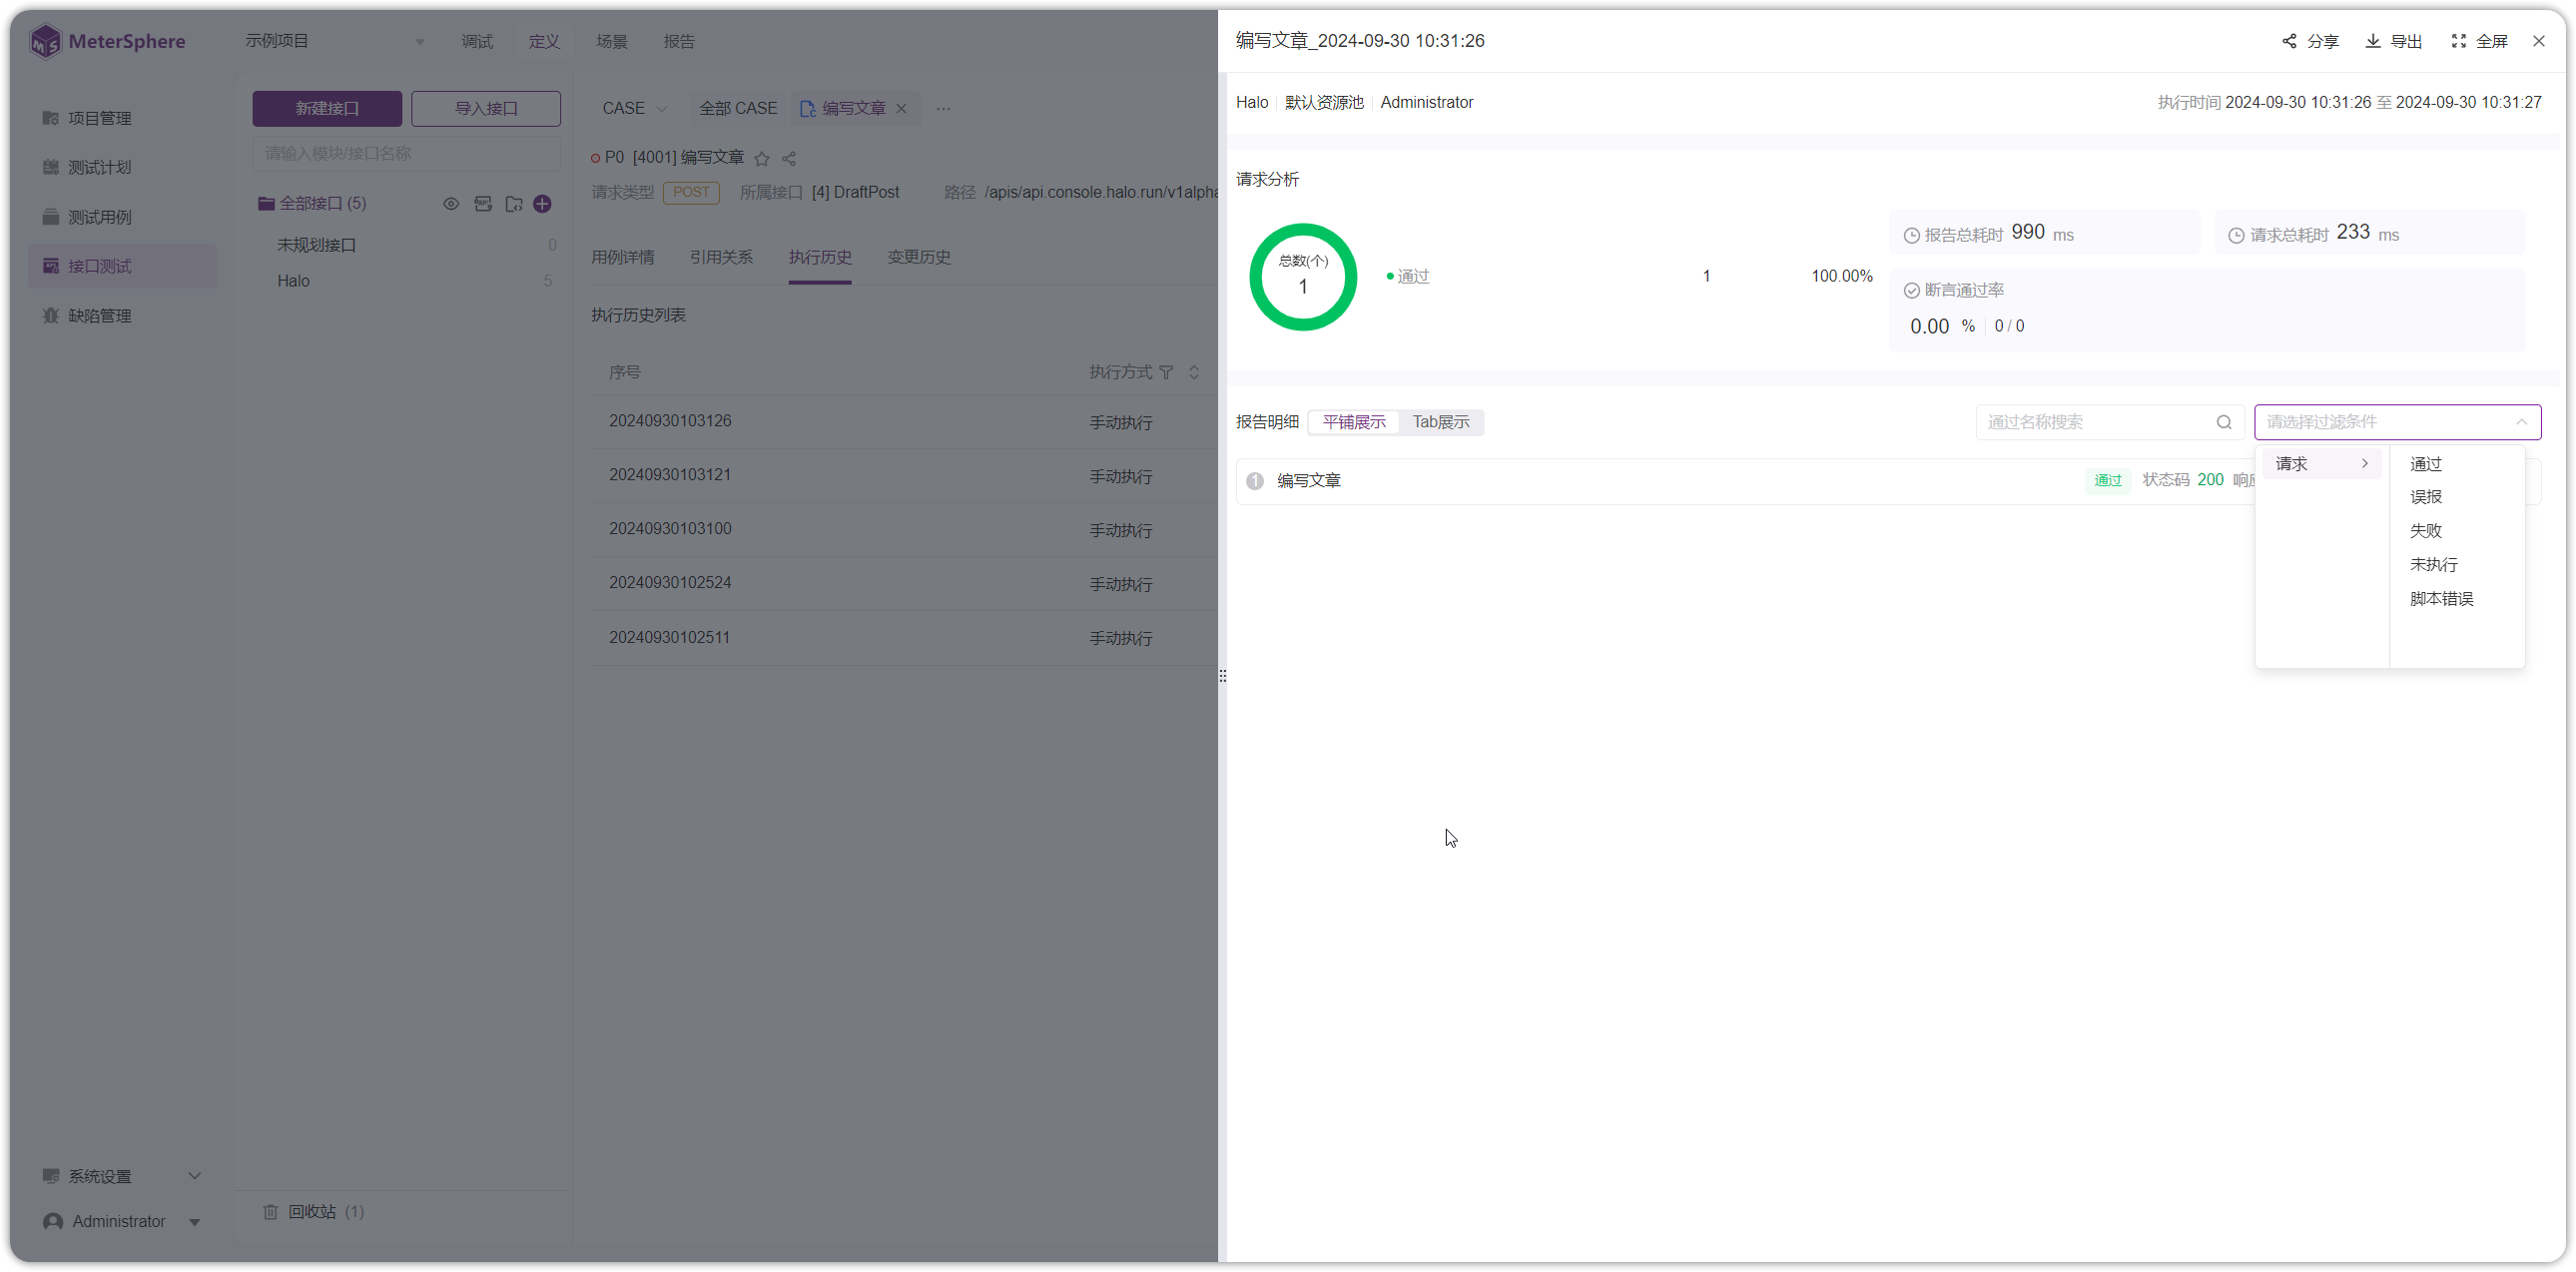 MeterSphere
示例项目
调试
定义
场景
报告
项目管理
测试计划
测试用例
接口测试
缺陷管理
系统设置
Administrator
新建接口
导入接口
请输入模块/接口名称
全部接口 (5)
未规划接口 0
Halo 5
回收站 (1)
CASE
全部 CASE
编写文章
...
P0 [4001] 编写文章
请求类型 POST 所属接口 [4] DraftPost 路径 /apis/api.console.halo.run/v1alpha
用例详情
引用关系
执行历史
变更历史
执行历史列表
序号 执行方式
20240930103126 手动执行
20240930103121 手动执行
20240930103100 手动执行
20240930102524 手动执行
20240930102511 手动执行
编写文章_2024-09-30 10:31:26
分享
导出
全屏
Halo 默认资源池 Administrator
执行时间 2024-09-30 10:31:26 至 2024-09-30 10:31:27
请求分析
总数(个)
1
通过 1 100.00%
报告总耗时 990 ms
请求总耗时 233 ms
断言通过率
0.00 % 0 / 0
报告明细
平铺展示
Tab展示
通过名称搜索
请选择过滤条件
1 编写文章
通过 状态码 200 响
请求
通过
误报
失败
未执行
脚本错误